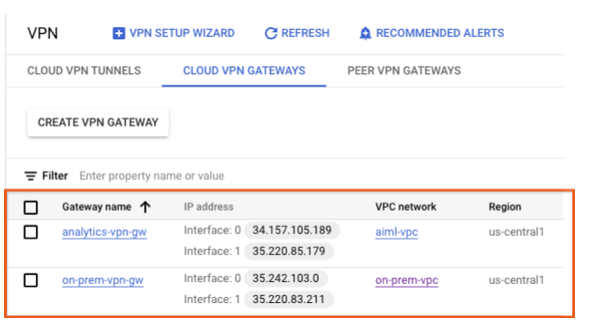 VPN VPN SETUP WIZARD REFRESH RECOMMENDED ALERTS
CLOUD VPN TUNNELS CLOUD VPN GATEWAYS PEER VPN GATEWAYS
CREATE VPN GATEWAY
Filter Enter property name or value
Gateway name IP address VPC network Region
analytics-vpn-gw Interface: 0 34.157.105.189 aiml-vpc us-central1
Interface: 1 35.220.85.179
on-prem-vpn-gw Interface: 0 35.242.103.0 on-prem-vpc us-central1
Interface: 1 35.220.83.211